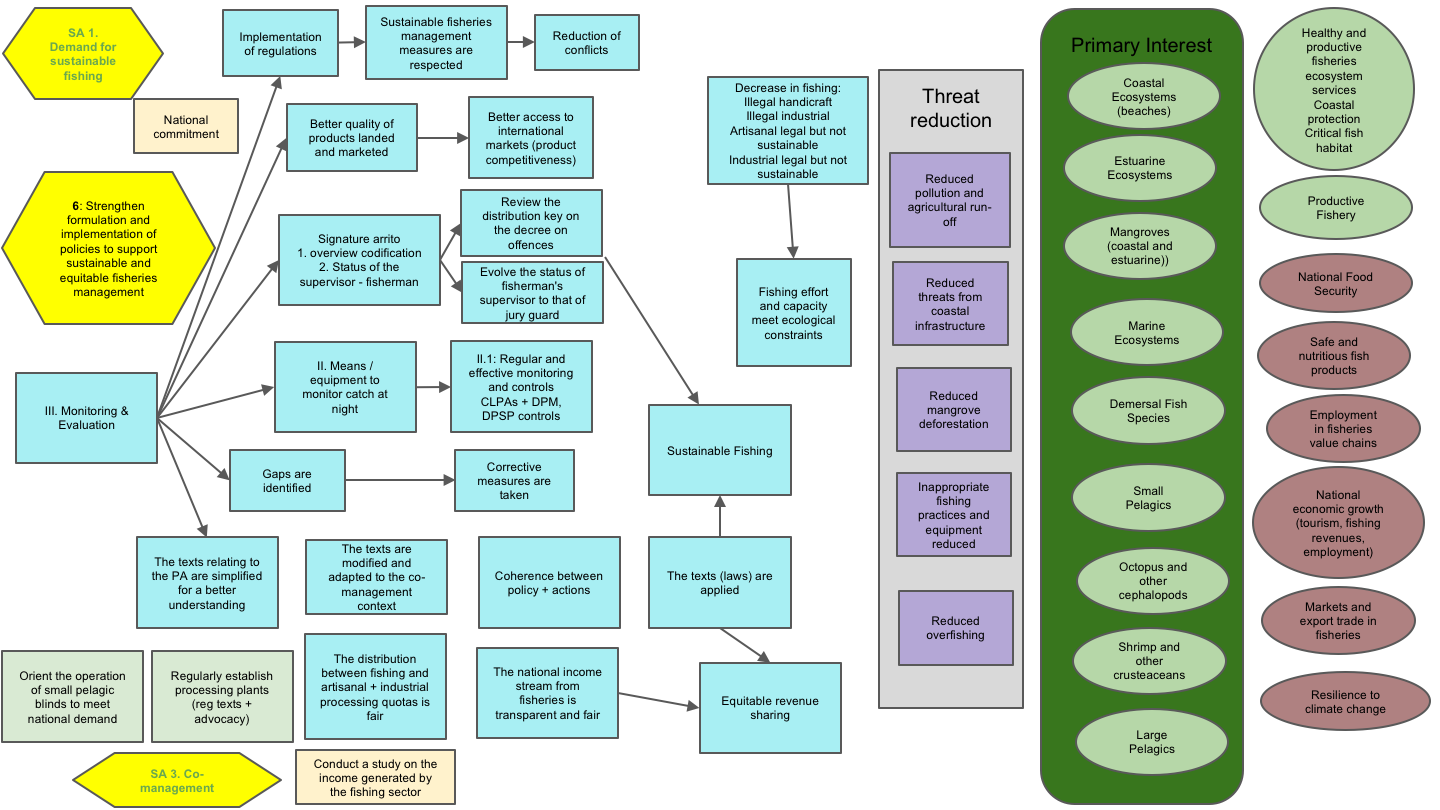 SA 1.
Demand for
sustainable
fishing
National
commitment
6: Strengthen
formulation and
implementation of
policies to support
sustainable and
equitable fisheries
management
III. Monitoring &
Evaluation
Implementation
of regulations
Sustainable fisheries
management
measures are
respected
Reduction of
conflicts
Better quality of
products landed
and marketed
Better access to
international
markets (product
competitiveness)
Signature arrito
1. overview codification
2. Status of the
supervisor - fisherman
Review the
distribution key on
the decree on
offences
Evolve the status of
fisherman's
supervisor to that of
jury guard
II. Means /
equipment to
monitor catch at
night
II.1: Regular and
effective monitoring
and controls
CLPAs + DPM,
DPSP controls
Gaps are
identified
Corrective
measures are
taken
The texts relating to
the PA are simplified
for a better
understanding
The texts are
modified and
adapted to the co-
management
context
Coherence between
policy + actions
The texts (laws) are
applied
Sustainable Fishing
Orient the operation
of small pelagic
blinds to meet
national demand
Regularly establish
processing plants
(reg texts +
advocacy)
The distribution
between fishing and
artisanal + industrial
processing quotas is
fair
The national income
stream from
fisheries is
transparent and fair
Equitable revenue
sharing
SA 3. Co-
management
Conduct a study on the
income generated by
the fishing sector
Decrease in fishing:
Illegal handicraft
Illegal industrial
Artisanal legal but not
sustainable
Industrial legal but not
sustainable
Fishing effort
and capacity
meet ecological
constraints
Threat
reduction
Reduced
pollution and
agricultural run-
off
Reduced
threats from
coastal
infrastructure
Reduced
mangrove
deforestation
Inappropriate
fishing
practices and
equipment
reduced
Reduced
overfishing
Primary Interest
Coastal
Ecosystems
(beaches)
Estuarine
Ecosystems
Mangroves
(coastal and
estuarine))
Marine
Ecosystems
Demersal Fish
Species
Small
Pelagics
Octopus and
other
cephalopods
Shrimp and
other
crusteaceans
Large
Pelagics
Healthy and
productive
fisheries
ecosystem
services
Coastal
protection
Critical fish
habitat
Productive
Fishery
National Food
Security
Safe and
nutritious fish
products
Employment
in fisheries
value chains
National
economic growth
(tourism, fishing
revenues,
employment)
Markets and
export trade in
fisheries
Resilience to
climate change